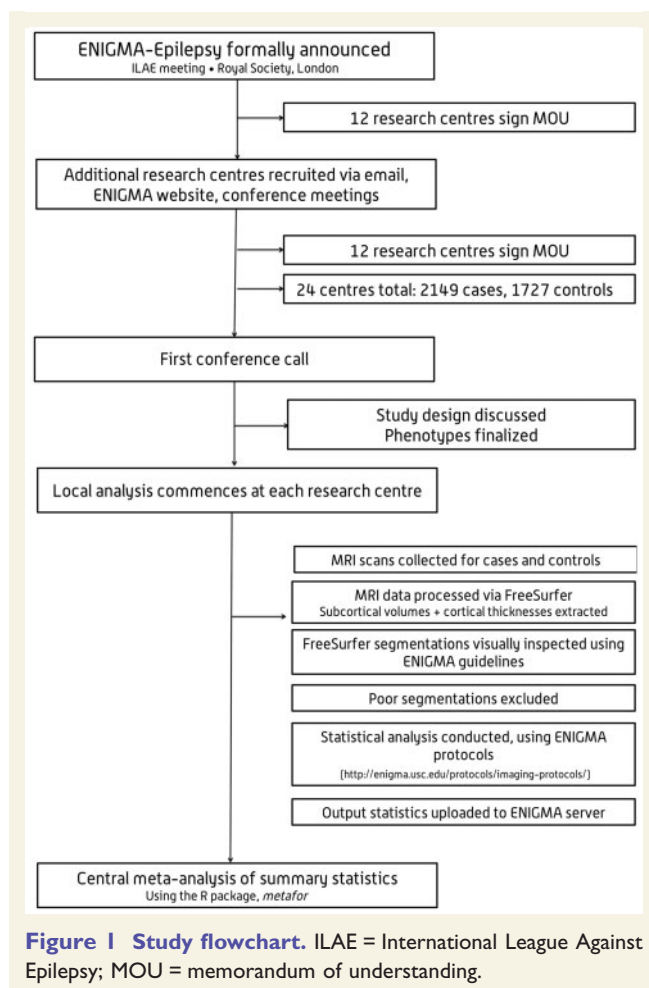 ENIGMA-Epilepsy formally announced
ILAE meeting • Royal Society, London
12 research centres sign MOU
Additional research centres recruited via email,
ENIGMA website, conference meetings
12 research centres sign MOU
24 centres total: 2149 cases, 1727 controls
First conference call
Study design discussed
Phenotypes finalized
Local analysis commences at each research centre
MRI scans collected for cases and controls
MRI data processed via FreeSurfer
Subcortical volumes + cortical thicknesses extracted
FreeSurfer segmentations visually inspected using
ENIGMA guidelines
Poor segmentations excluded
Statistical analysis conducted, using ENIGMA
protocols
[http://enigma.usc.edu/protocols/imaging-protocols/]
Output statistics uploaded to ENIGMA server
Central meta-analysis of summary statistics
Using the R package, metafor
Figure 1 Study flowchart. ILAE = International League Against
Epilepsy; MOU = memorandum of understanding.